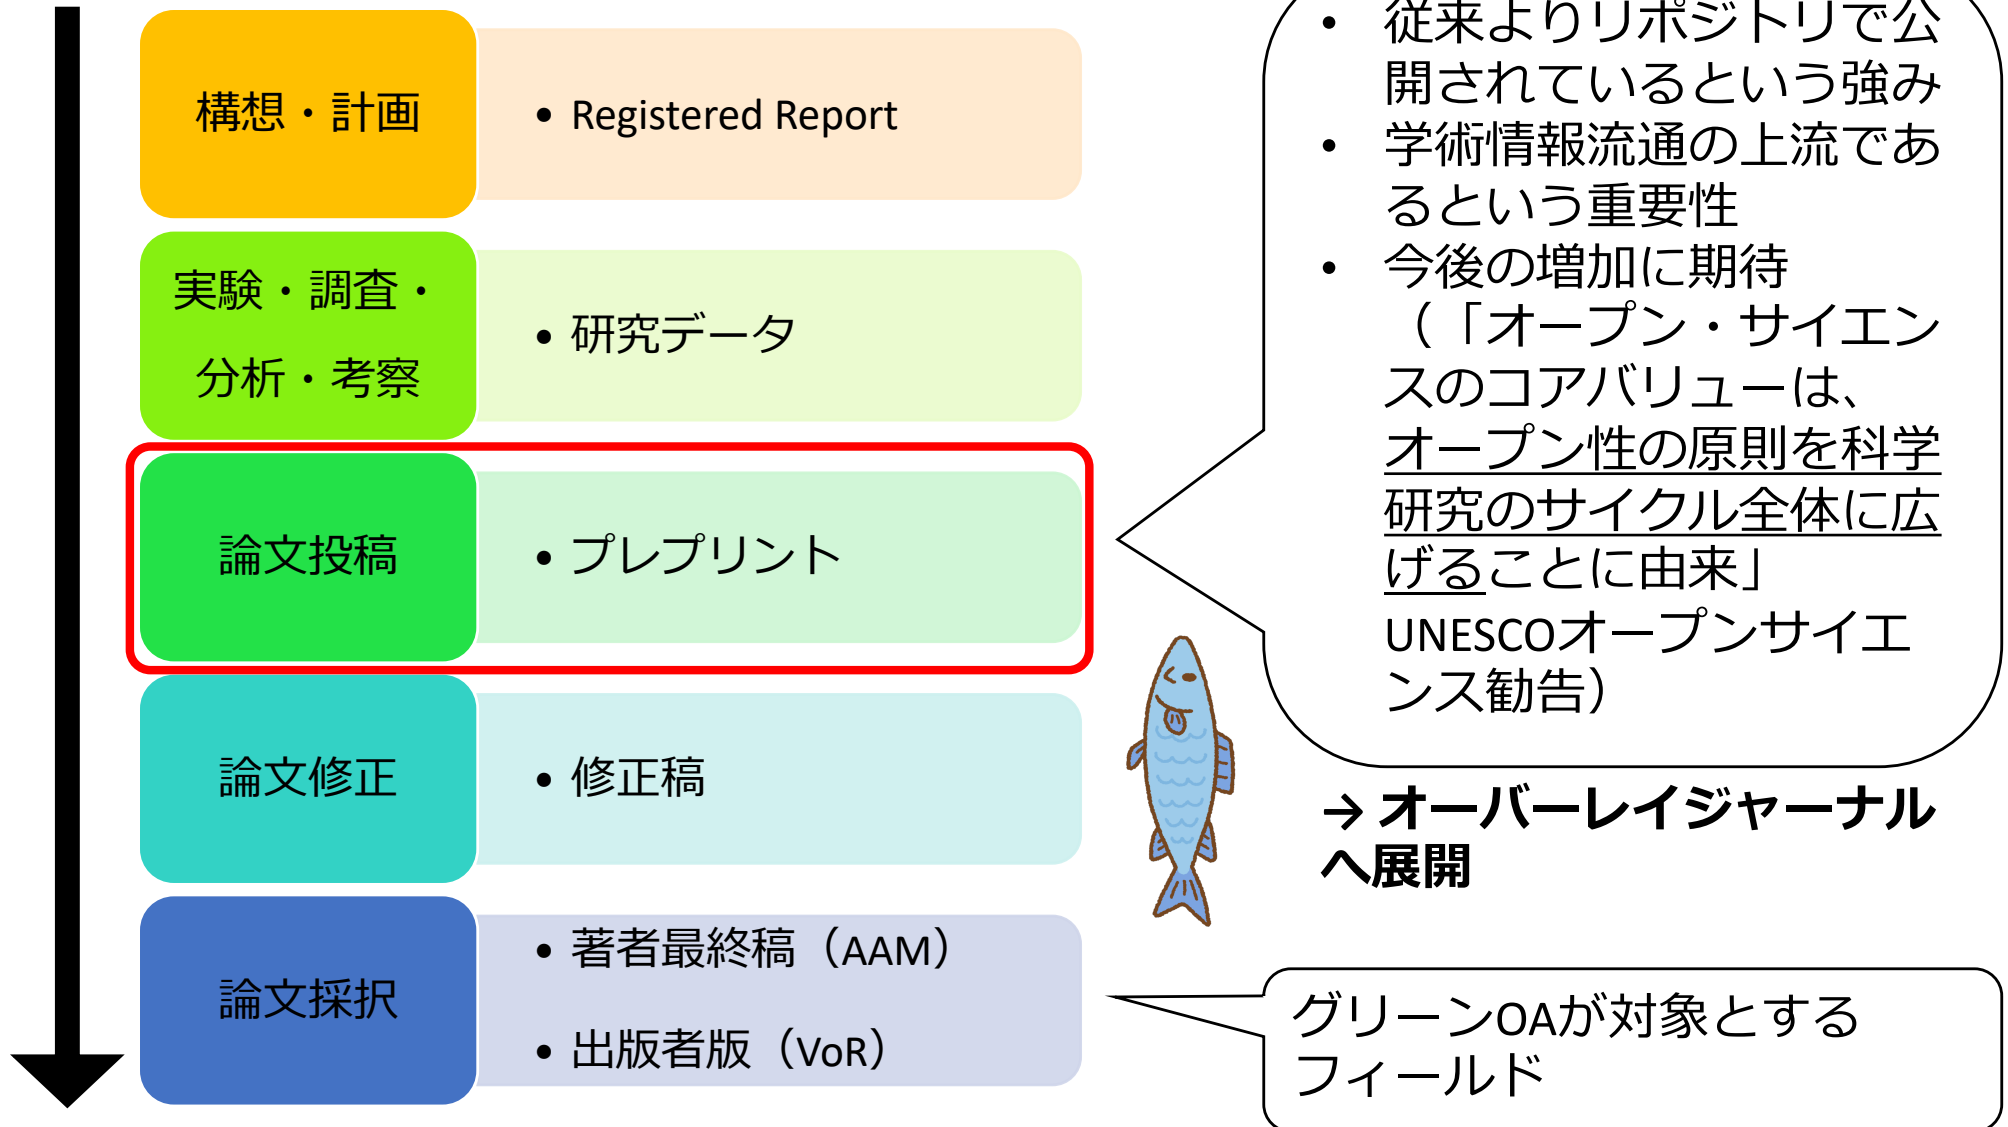 構想・計画
• Registered Report
実験・調査・
分析・考察
• 研究データ
論文投稿
• プレプリント
論文修正
• 修正稿
論文採択
• 著者最終稿（AAM）
• 出版者版（VoR）
• 従来よりリポジトリで公
開されているという強み
• 学術情報流通の上流であ
るという重要性
• 今後の増加に期待
（「オープン・サイエン
スのコアバリューは、
オープン性の原則を科学
研究のサイクル全体に広
げることに由来」
UNESCOオープンサイエ
ンス勧告）
→ オーバーレイジャーナル
へ展開
グリーンOAが対象とする
フィールド